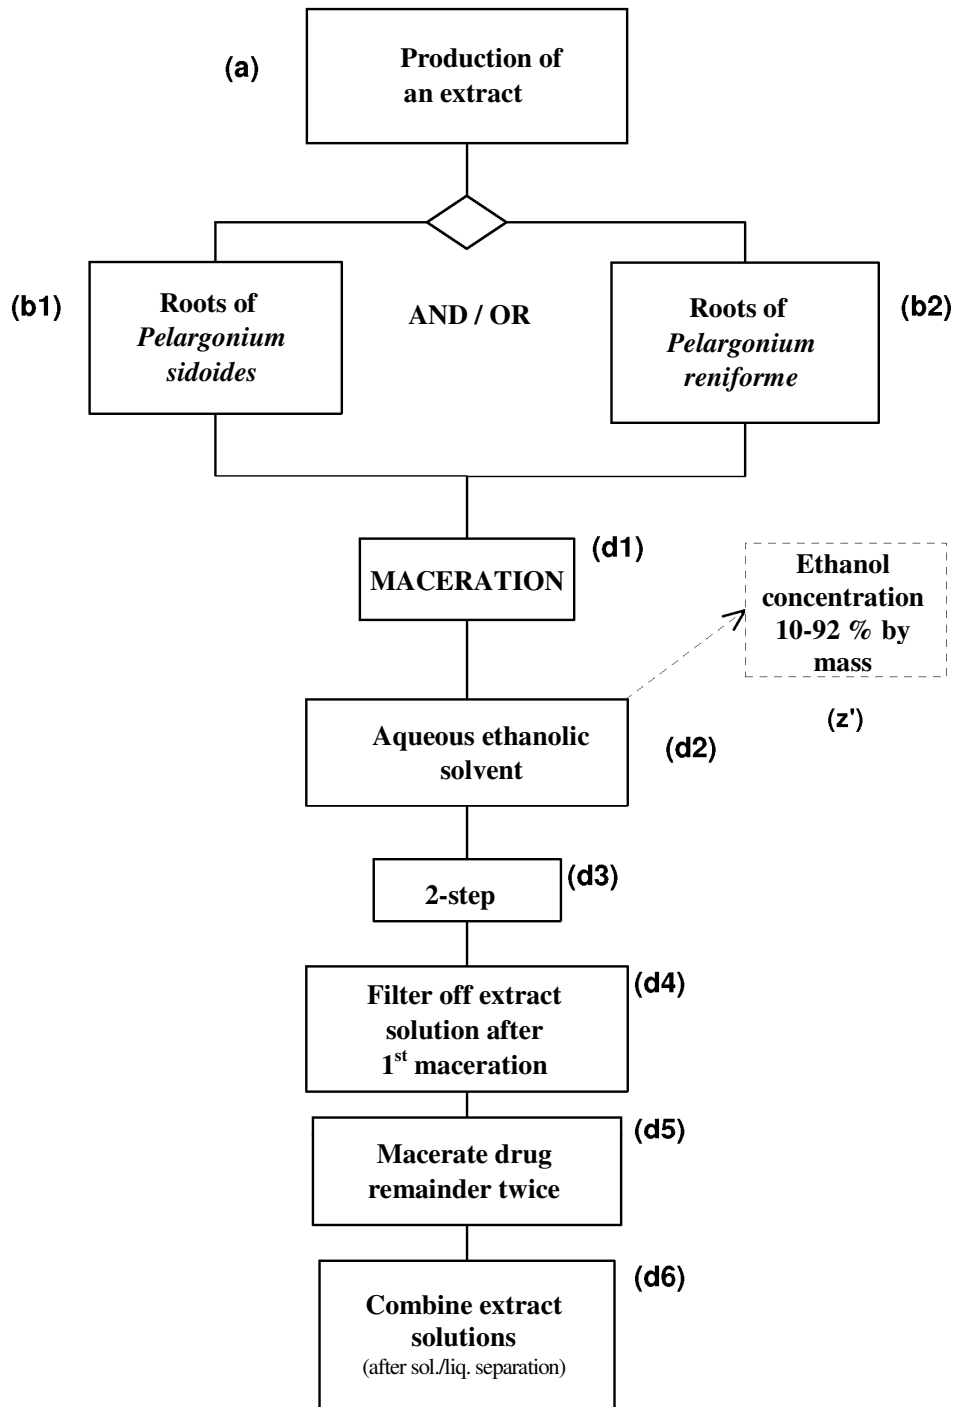 (a)
Production of
an extract
(b1)
Roots of
Pelargonium
sidoides
AND / OR
Roots of
Pelargonium
reniforme
(b2)
MACERATION
(d1)
Ethanol
concentration
10-92 % by
mass
(z')
Aqueous ethanolic
solvent
(d2)
2-step
(d3)
Filter off extract
solution after
1st maceration
(d4)
Macerate drug
remainder twice
(d5)
Combine extract
solutions
(after sol./liq. separation)
(d6)